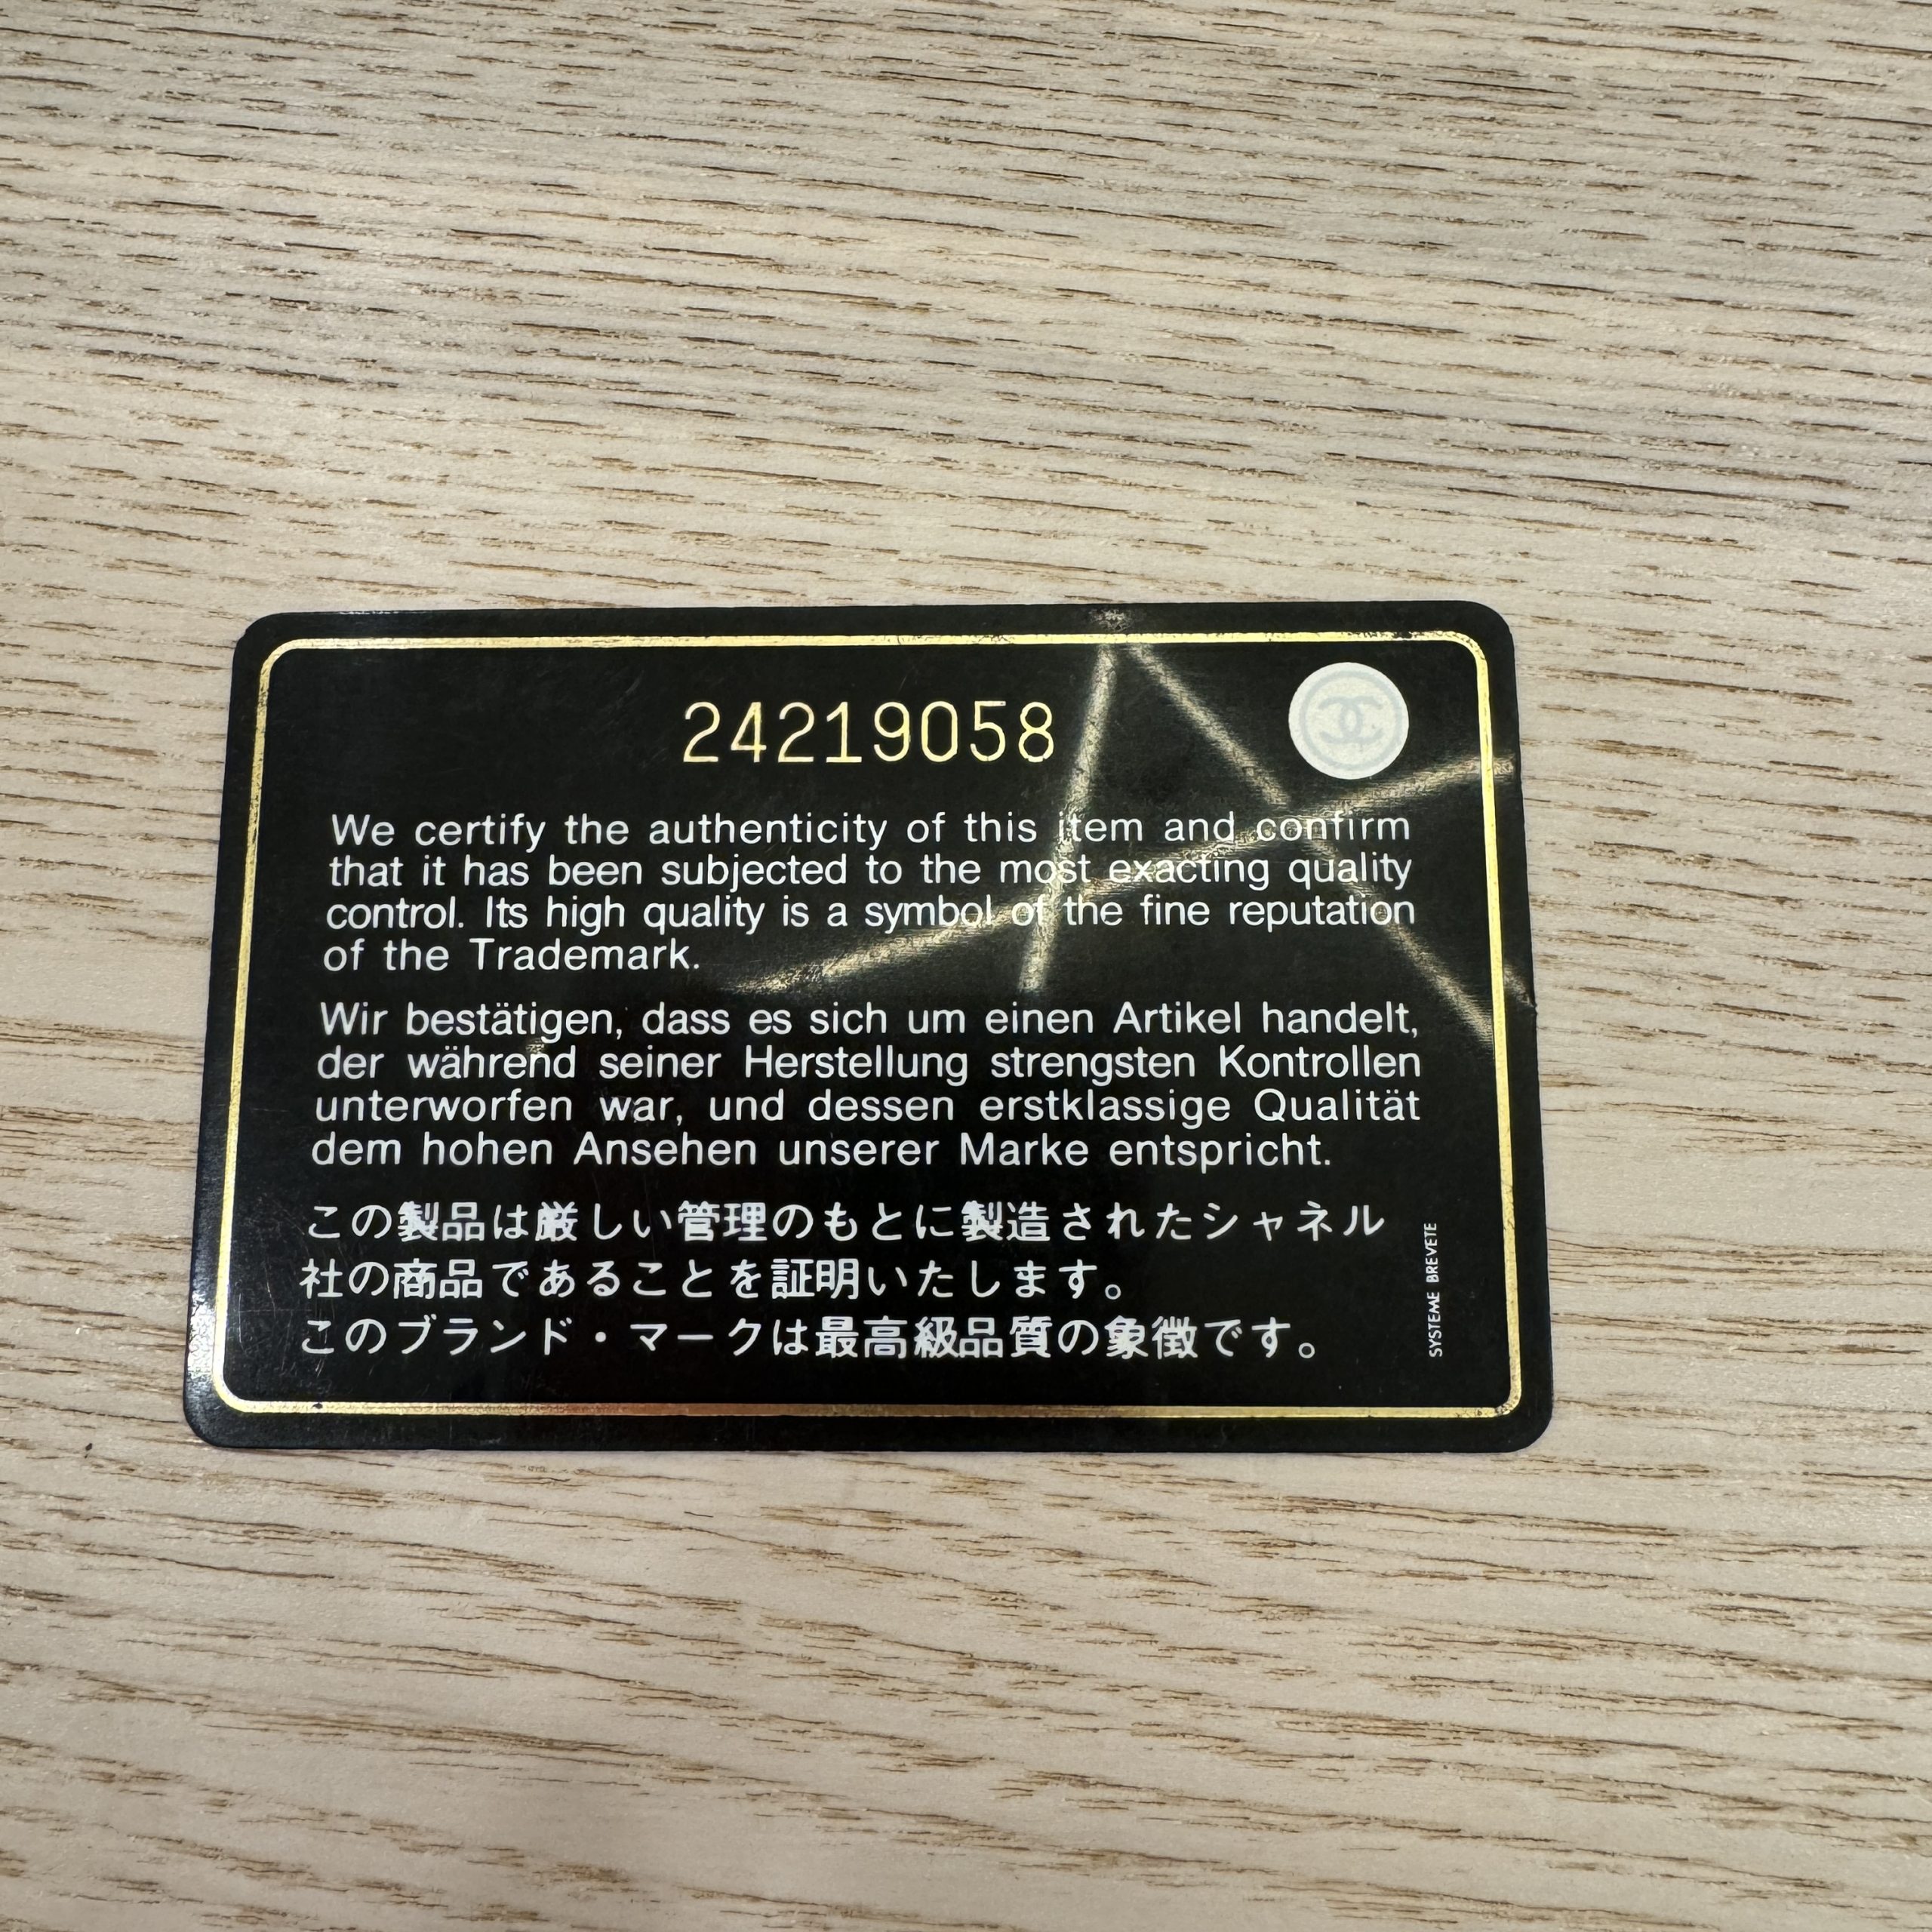 24219058
We certify the authenticity of this item and confirm
that it has been subjected to the most exacting quality
control. Its high quality is a symbol of the fine reputation
of the Trademark.
Wir bestätigen, dass es sich um einen Artikel handelt,
der während seiner Herstellung strengsten Kontrollen
unterworfen war, und dessen erstklassige Qualität
dem hohen Ansehen unserer Marke entspricht.
この製品は厳しい管理のもとに製造されたシャネル
社の商品であることを証明いたします。
このブランド・マークは最高級品質の象徴です。
SYSTEME BREVETE